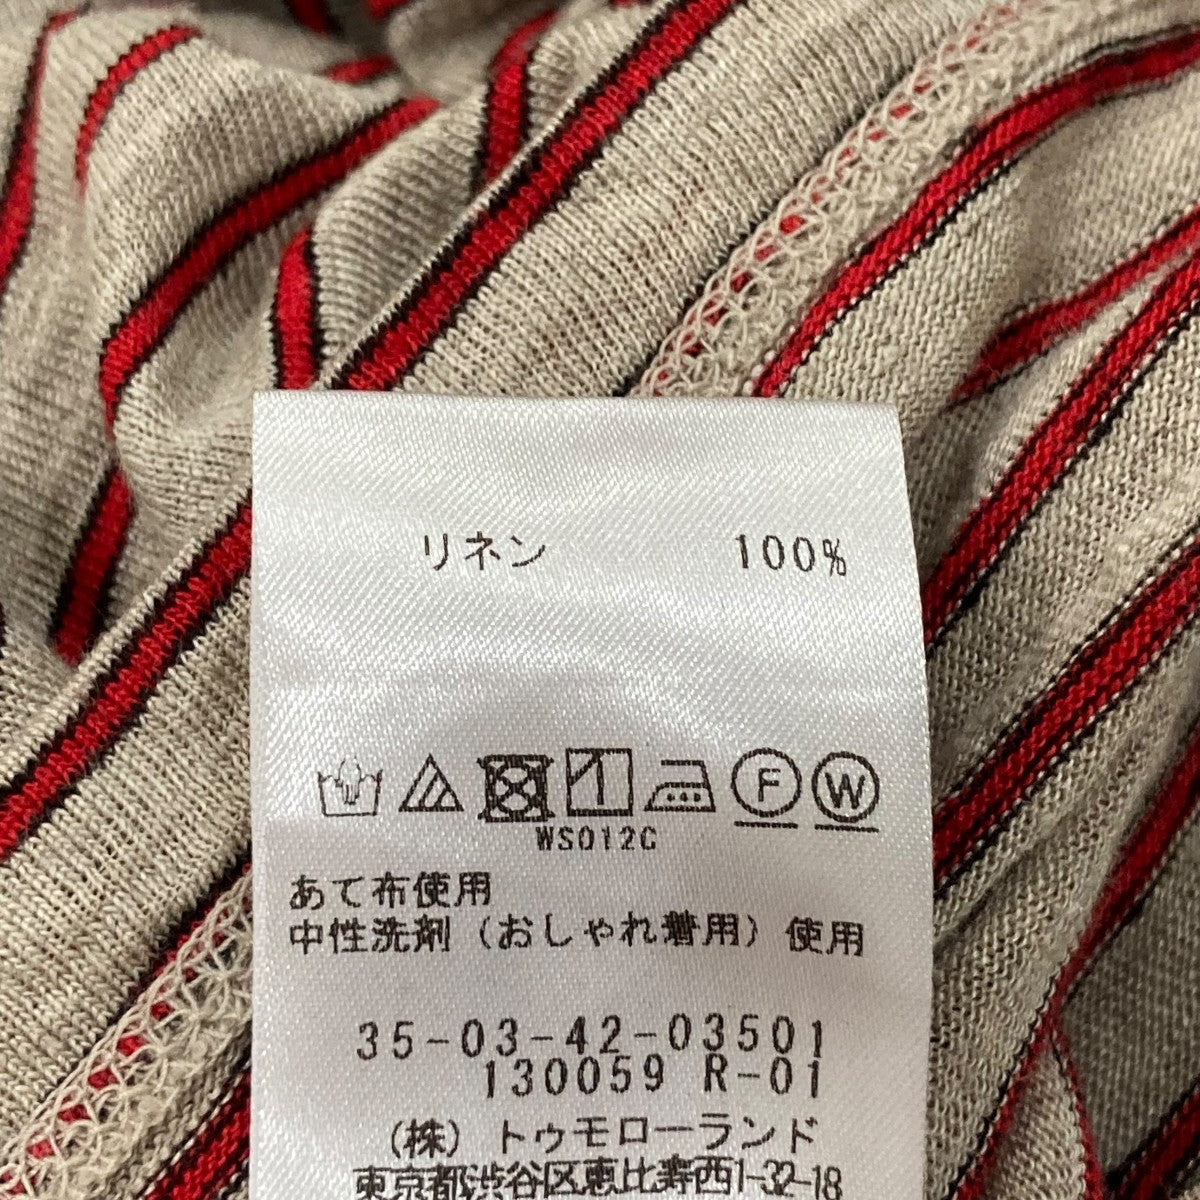 リネン 100%
F W
WS012C
あて布使用
中性洗剤（おしゃれ着用）使用
35-03-42-03501
130059 R-01
（株）トゥモローランド
東京都渋谷区恵比寿西1-32-18